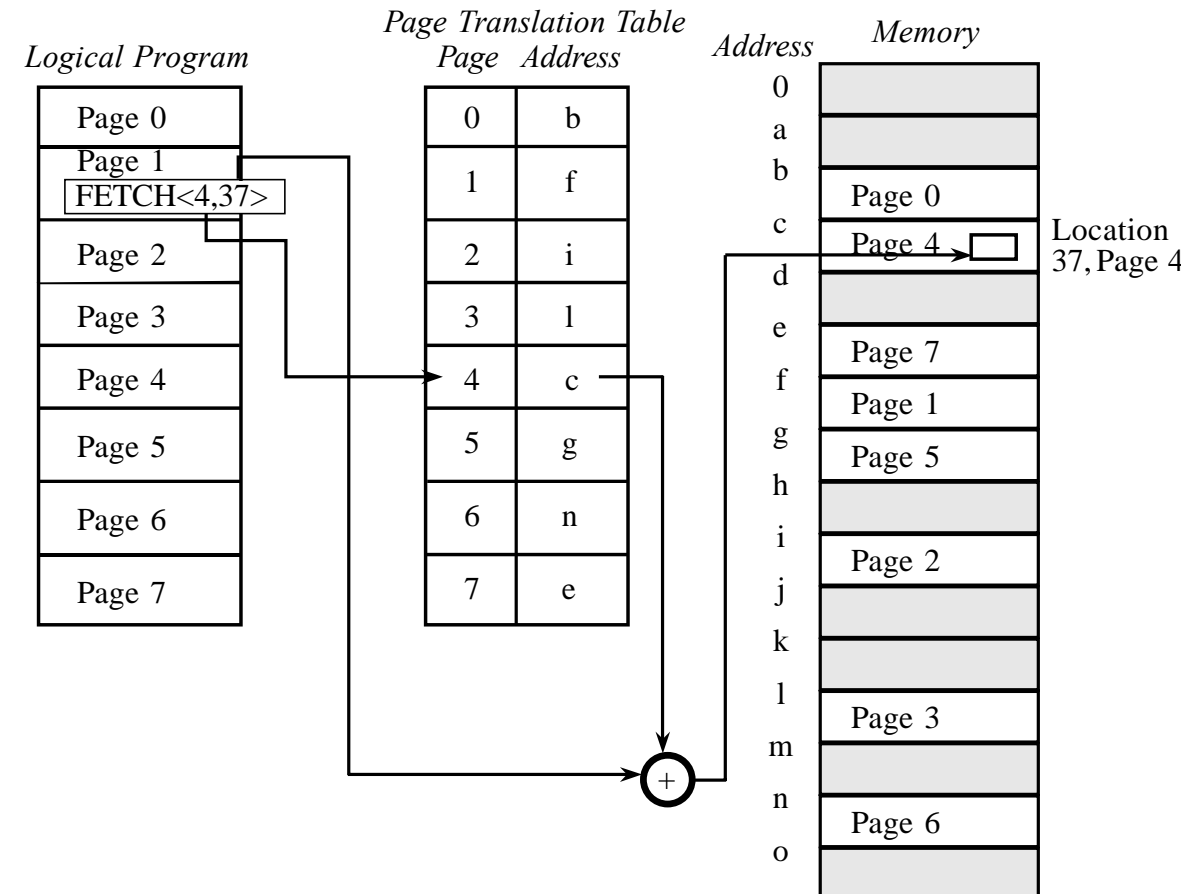 Logical Program
Page 0
Page 1
FETCH<4,37>
Page 2
Page 3
Page 4
Page 5
Page 6
Page 7
Page Translation Table
Page Address
0 b
1 f
2 i
3 l
4 c
5 g
6 n
7 e
+
Address
0
a
b
c
d
e
f
g
h
i
j
k
l
m
n
o
Memory
Page 0
Page 4
Page 7
Page 1
Page 5
Page 2
Page 3
Page 6
Location
37, Page 4